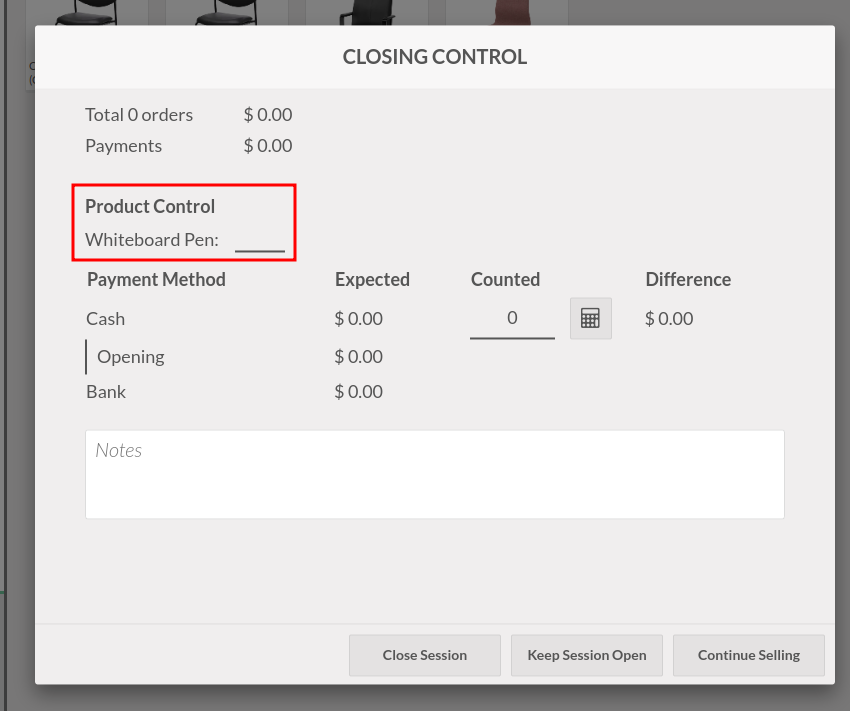 CLOSING CONTROL
Total 0 orders $ 0.00
Payments $ 0.00
Product Control
Whiteboard Pen:
Payment Method Expected Counted Difference
Cash $ 0.00 0 $ 0.00
Opening $ 0.00
Bank $ 0.00
Notes
Close Session Keep Session Open Continue Selling